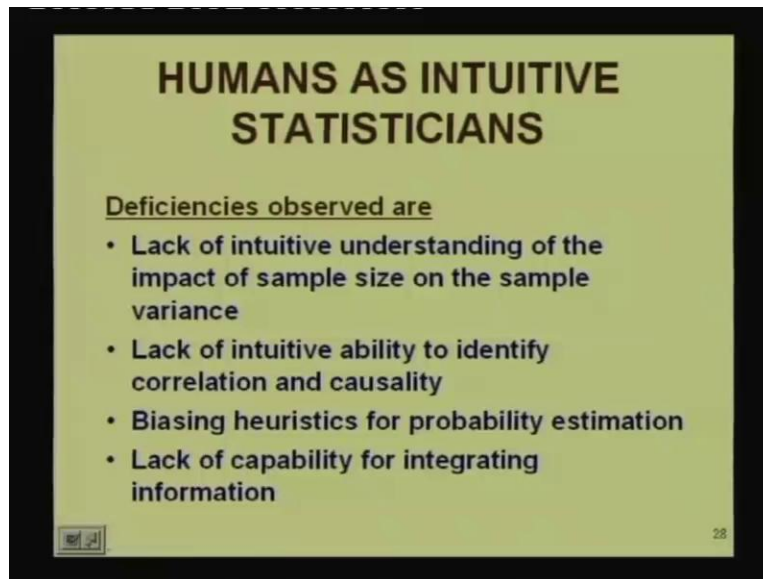 HUMANS AS INTUITIVE
STATISTICIANS
Deficiencies observed are
• Lack of intuitive understanding of the
impact of sample size on the sample
variance
• Lack of intuitive ability to identify
correlation and causality
• Biasing heuristics for probability estimation
• Lack of capability for integrating
information
28